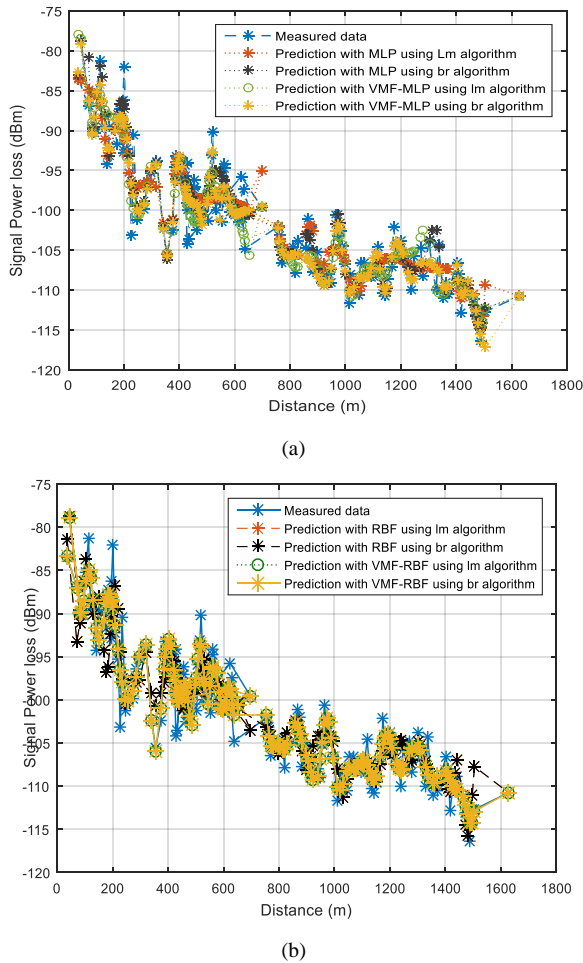 -75
-80
-85
-90
-95
-100
-105
-110
-115
-120
Signal Power loss (dBm)
Measured data
Prediction with MLP using Lm algorithm
Prediction with MLP using br algorithm
Prediction with VMF-MLP using lm algorithm
Prediction with VMF-MLP using br algorithm
0 200 400 600 800 1000 1200 1400 1600 1800
Distance (m)
(a)
-75
-80
-85
-90
-95
-100
-105
-110
-115
-120
Signal Power loss (dBm)
Measured data
Prediction with RBF using lm algorithm
Prediction with RBF using br algorithm
Prediction with VMF-RBF using lm algorithm
Prediction with VMF-RBF using br algorithm
0 200 400 600 800 1000 1200 1400 1600 1800
Distance (m)
(b)